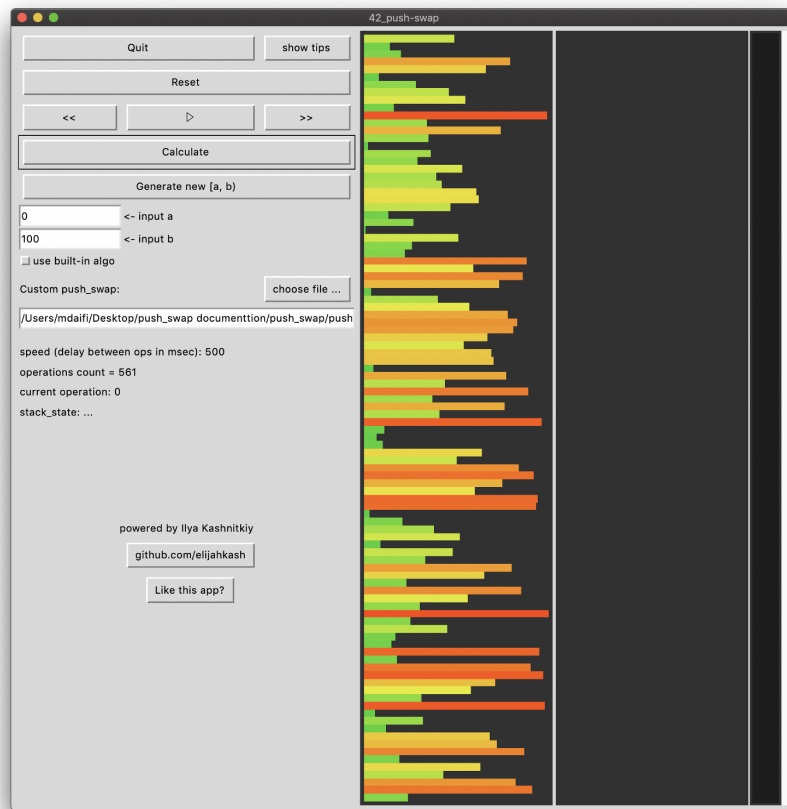 42_push-swap
Quit
show tips
Reset
<<
>>
Calculate
Generate new [a, b)
0 <- input a
100 <- input b
use built-in algo
Custom push_swap:
choose file ...
/Users/mdaifi/Desktop/push_swap documenttion/push_swap/push
speed (delay between ops in msec): 500
operations count = 561
current operation: 0
stack_state: ...
powered by Ilya Kashnitkiy
github.com/elijahkash
Like this app?